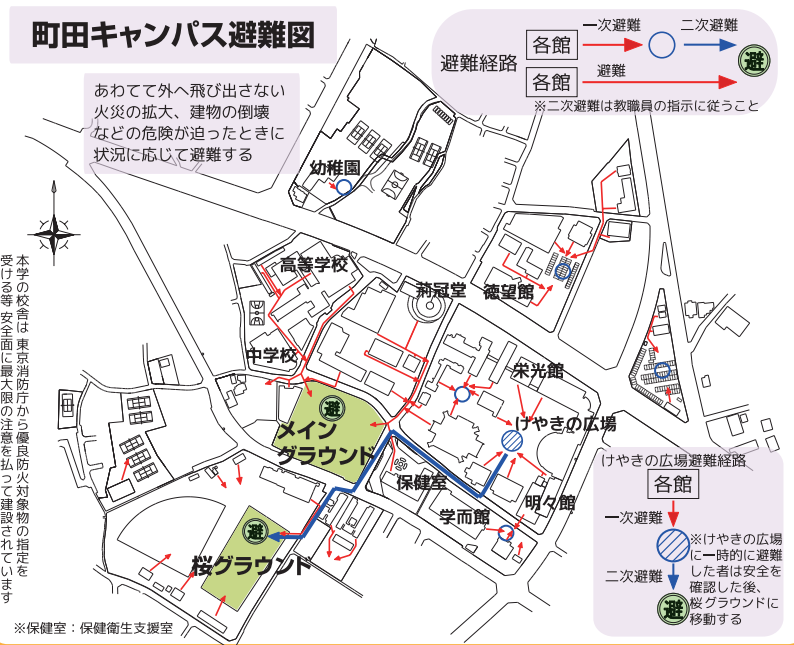 町田キャンパス避難図
あわてて外へ飛び出さない
火災の拡大、建物の倒壊
などの危険が迫ったときに
状況に応じて避難する
避難経路
各館
一次避難
二次避難
避
各館
避難
※二次避難は教職員の指示に従うこと
幼稚園
高等学校
荊冠堂
徳望館
中学校
栄光館
避
メイン
グラウンド
けやきの広場
保健室
学而館
明々館
避
桜グラウンド
本学の校舎は 東京消防庁から優良防火対象物の指定を
受ける等 安全面に最大限の注意を払って建設されています
けやきの広場避難経路
各館
一次避難
※けやきの広場
に一時的に避難
した者は安全を
確認した後、
桜グラウンドに
移動する
二次避難
避
※保健室：保健衛生支援室